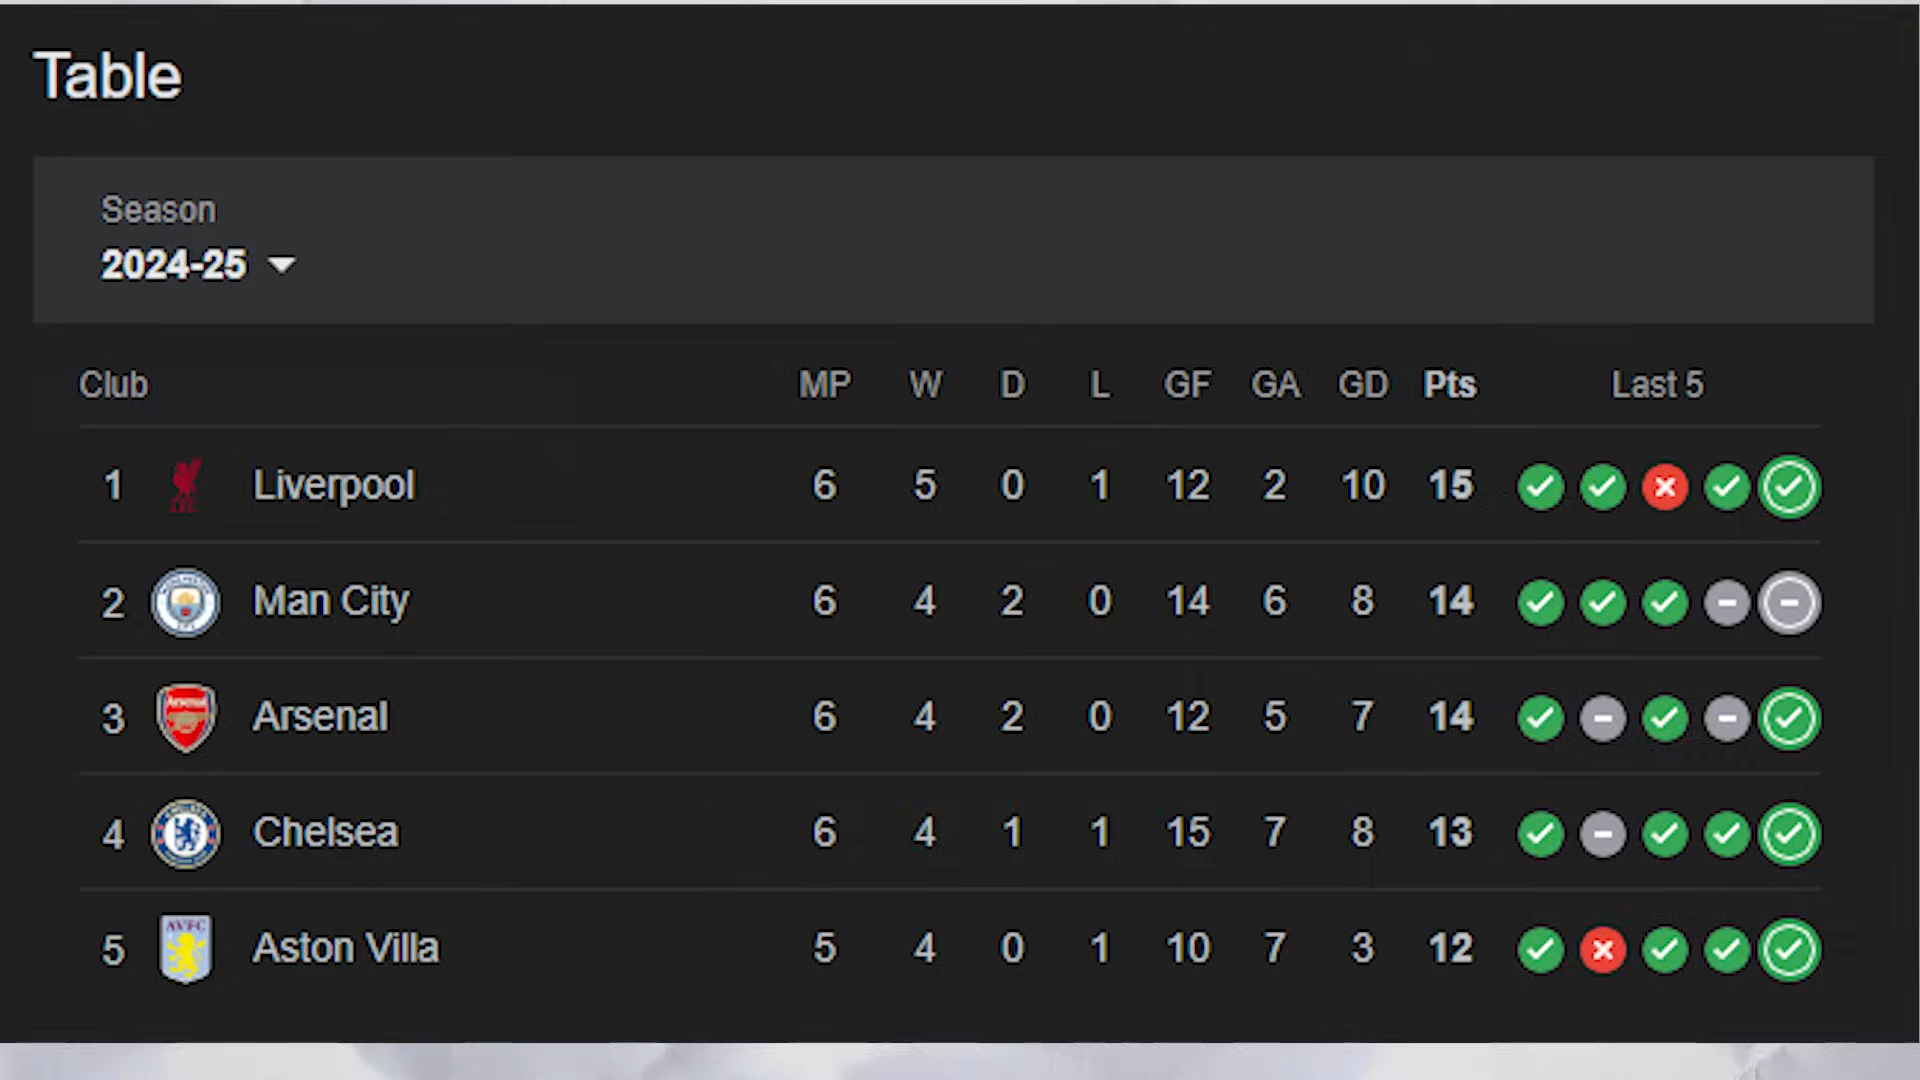 Table
Season
2024-25
Club MP W D L GF GA GD Pts Last 5
1 Liverpool 6 5 0 1 12 2 10 15
2 Man City 6 4 2 0 14 6 8 14
3 Arsenal 6 4 2 0 12 5 7 14
4 Chelsea 6 4 1 1 15 7 8 13
5 AVFC Aston Villa 5 4 0 1 10 7 3 12